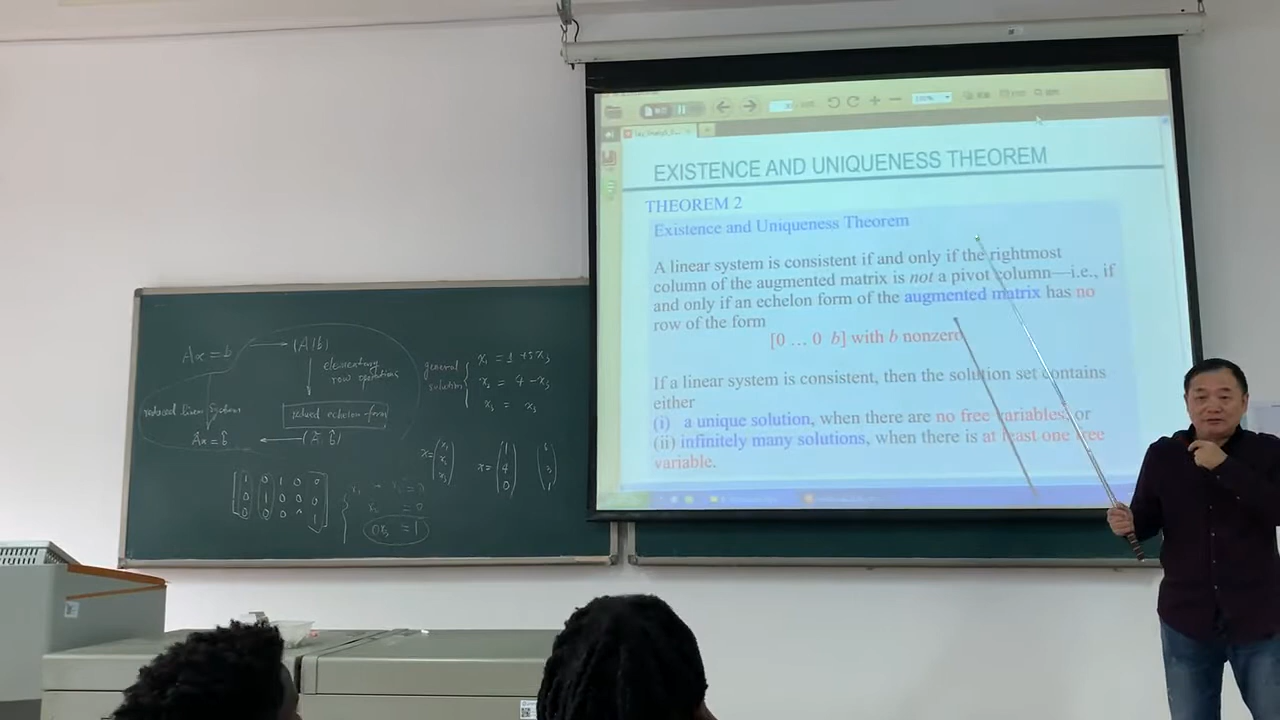 EXISTENCE AND UNIQUENESS THEOREM
THEOREM 2
Existence and Uniqueness Theorem
A linear system is consistent if and only if the rightmost
column of the augmented matrix is not a pivot column—i.e., if
and only if an echelon form of the augmented matrix has no
row of the form
[0 … 0 b] with b nonzero
If a linear system is consistent, then the solution set contains
either
(i) a unique solution, when there are no free variables, or
(ii) infinitely many solutions, when there is at least one free
variable.
Ax = b
(A|b)
elementary
row operations
reduced echelon form
reduced linear system
general
solution
x₁ = 1 + 5x₃
x₂ = 4 - x₃
x₃ = x₃
0x₃ = 1